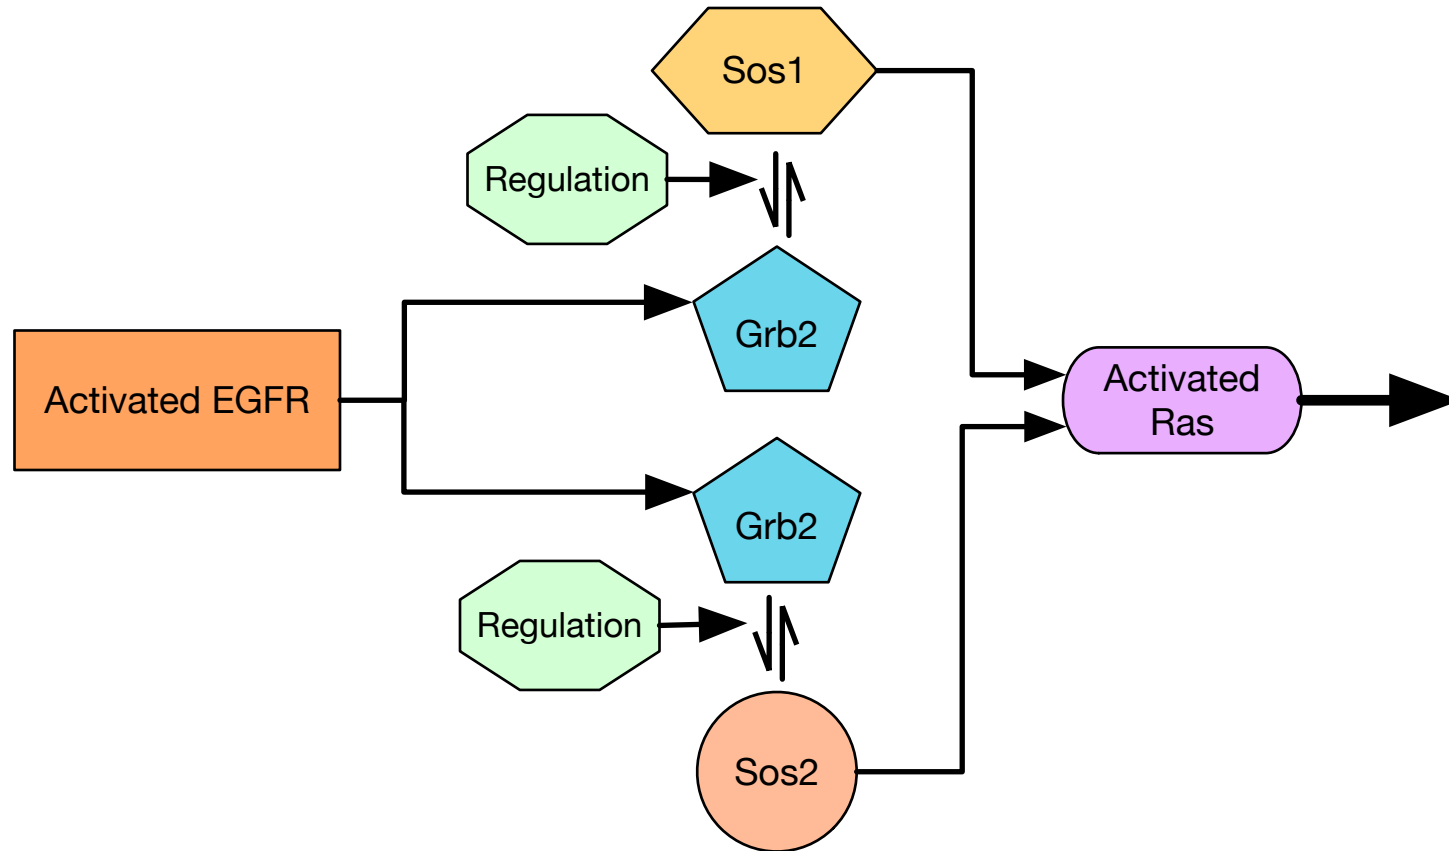 Sos1
Regulation
Grb2
Activated EGFR
Activated
Ras
Grb2
Regulation
Sos2